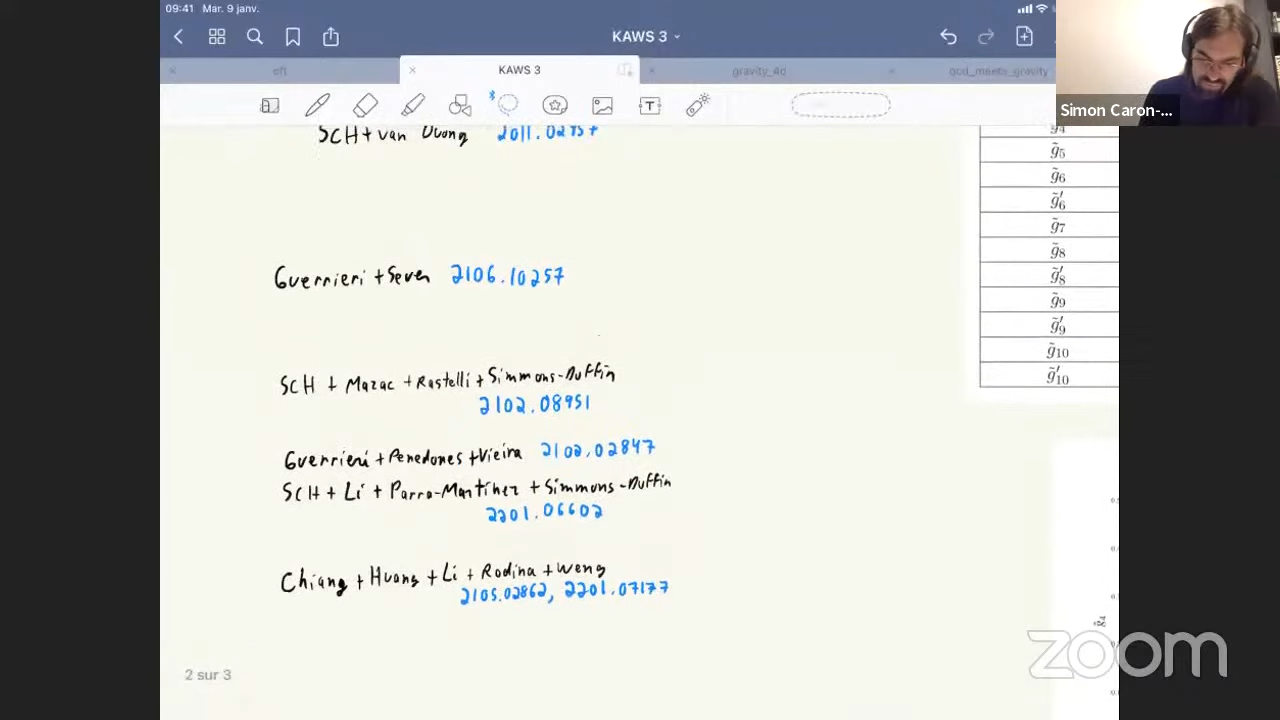 09:41 Mar. 9 janv.
KAWS 3
eft
KAWS 3
gravity_4d
qcd_meets_gravity
Simon Caron-...
SCH + van Duong 2011.02957
Guerrieri + Sever 2106.10257
SCH + Mazac + Rastelli + Simmons-Duffin
2102.08951
Guerrieri + Penedones + Vieira 2102.02847
SCH + Li + Parra-Martinez + Simmons-Duffin
2201.06602
Chiang + Huang + Li + Rodina + Weng
2105.02862, 2201.07177
g̃4
g̃5
g̃6
g̃′6
g̃7
g̃8
g̃′8
g̃9
g̃′9
g̃10
g̃′10
g̃4
2 sur 3
zoom